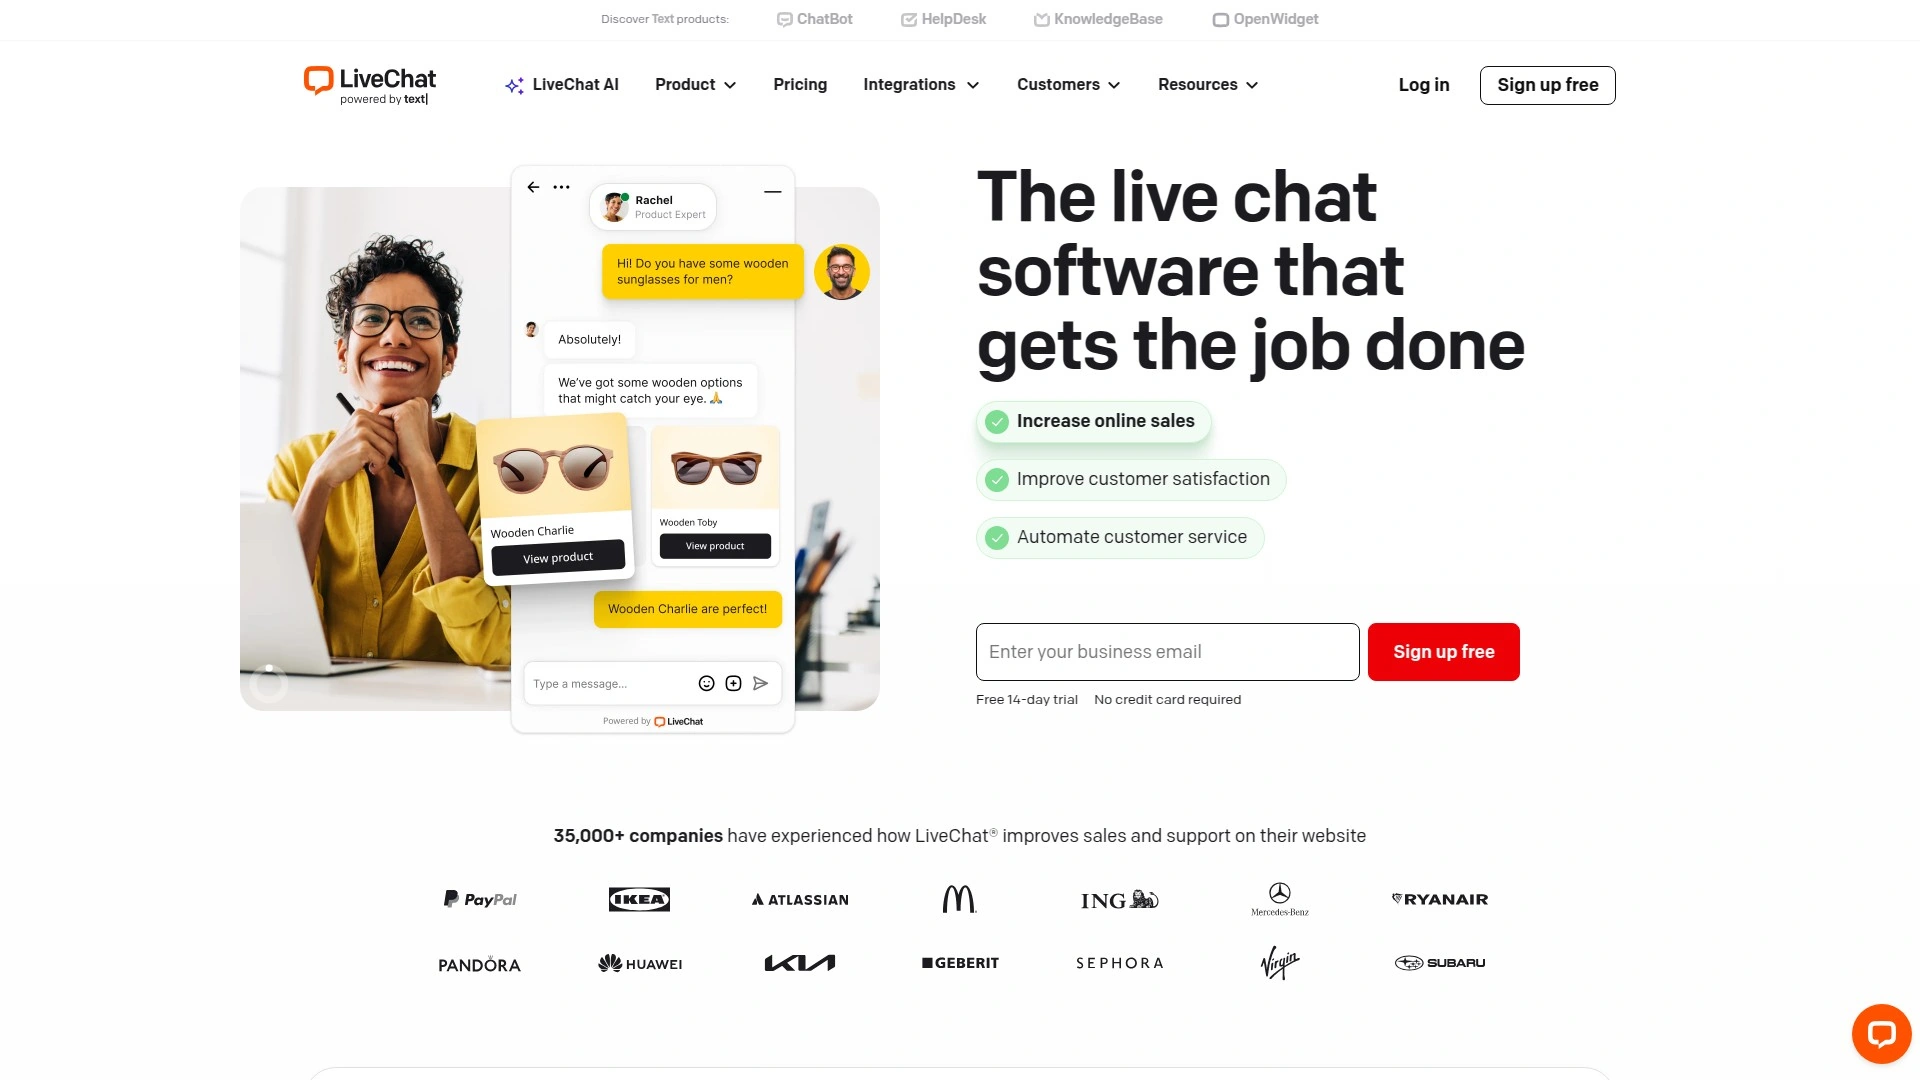 Discover Text products:
ChatBot
HelpDesk
KnowledgeBase
OpenWidget
LiveChat
powered by text|
LiveChat AI
Product
Pricing
Integrations
Customers
Resources
Log in
Sign up free
Rachel
Product Expert
Hi! Do you have some wooden
sunglasses for men?
Absolutely!
We've got some wooden options
that might catch your eye. 🙏
Wooden Charlie
View product
Wooden Toby
View product
Wooden Charlie are perfect!
Type a message...
Powered by LiveChat
The live chat
software that
gets the job done
Increase online sales
Improve customer satisfaction
Automate customer service
Enter your business email
Sign up free
Free 14-day trial
No credit card required
35,000+ companies have experienced how LiveChat® improves sales and support on their website
PayPal
IKEA
ATLASSIAN
ING
Mercedes-Benz
RYANAIR
PANDORA
HUAWEI
KIA
GEBERIT
SEPHORA
Virgin
SUBARU